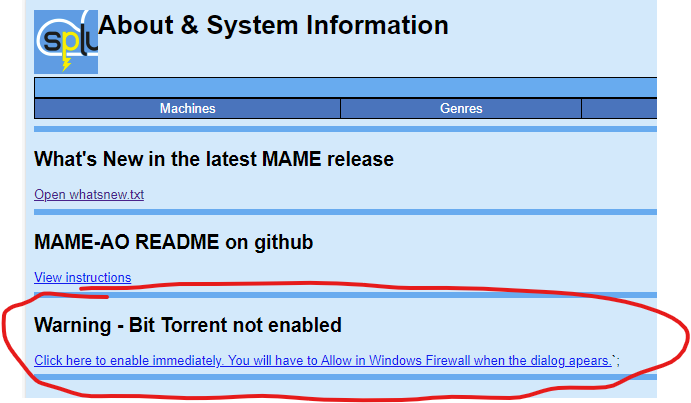 splu
About & System Information
Machines Genres
What's New in the latest MAME release
Open whatsnew.txt
MAME-AO README on github
View instructions
Warning - Bit Torrent not enabled
Click here to enable immediately. You will have to Allow in Windows Firewall when the dialog apears.`;